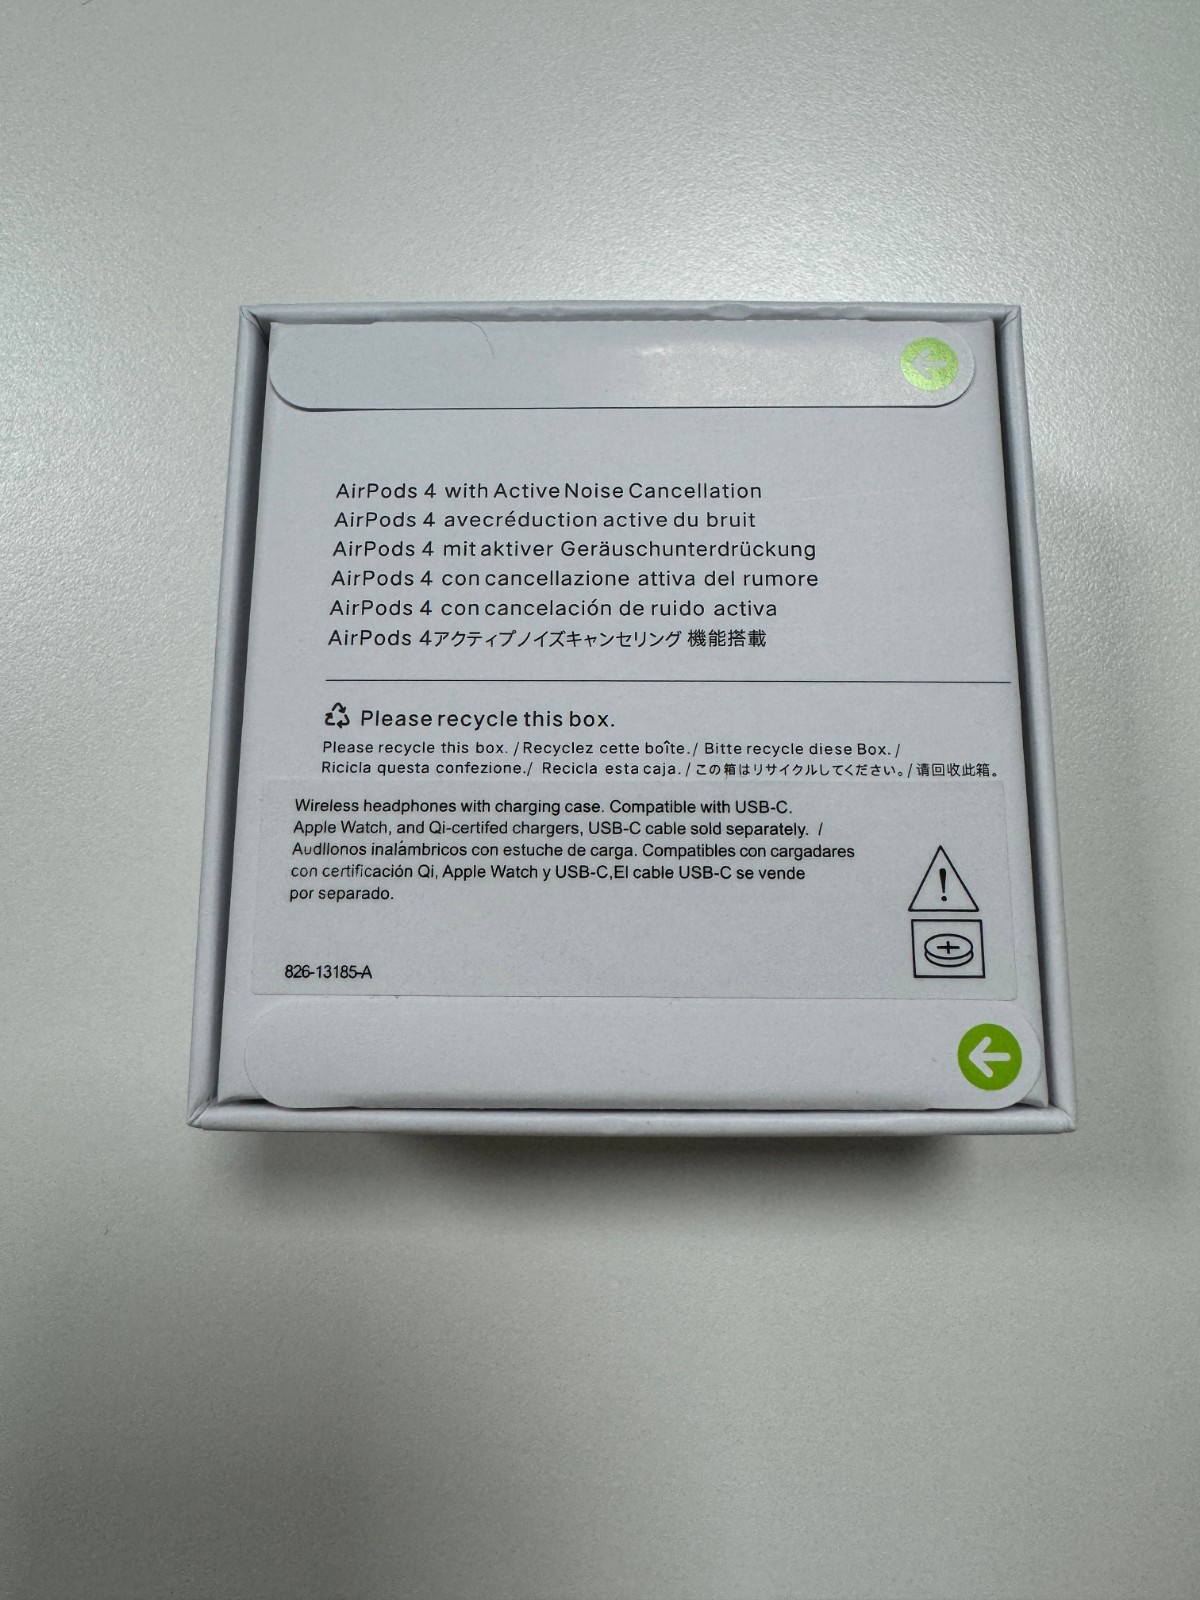 AirPods 4 with Active Noise Cancellation
AirPods 4 avecréduction active du bruit
AirPods 4 mit aktiver Geräuschunterdrückung
AirPods 4 con cancellazione attiva del rumore
AirPods 4 con cancelación de ruido activa
AirPods 4アクティブノイズキャンセリング 機能搭載
Please recycle this box.
Please recycle this box. / Recyclez cette boîte. / Bitte recycle diese Box. /
Ricicla questa confezione./ Recicla esta caja. / この箱はリサイクルしてください。/ 请回收此箱。
Wireless headphones with charging case. Compatible with USB-C.
Apple Watch, and Qi-certifed chargers, USB-C cable sold separately. /
Audllonos inalámbricos con estuche de carga. Compatibles con cargadares
con certificación Qi, Apple Watch y USB-C,El cable USB-C se vende
por separado.
826-13185-A